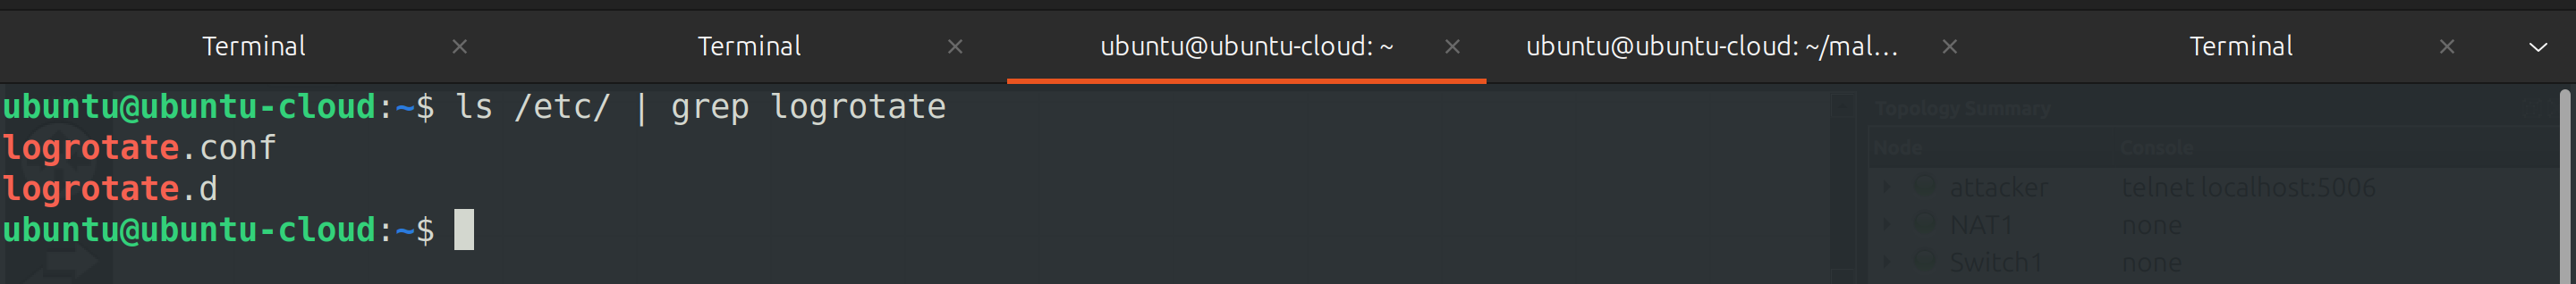 Terminal × Terminal × ubuntu@ubuntu-cloud: ~ × ubuntu@ubuntu-cloud: ~/mal... × Terminal ×
ubuntu@ubuntu-cloud:~$ ls /etc/ | grep logrotate
logrotate.conf
logrotate.d
ubuntu@ubuntu-cloud:~$
Topology Summary
Node Console
attacker telnet localhost:5006
NAT1 none
Switch1 none